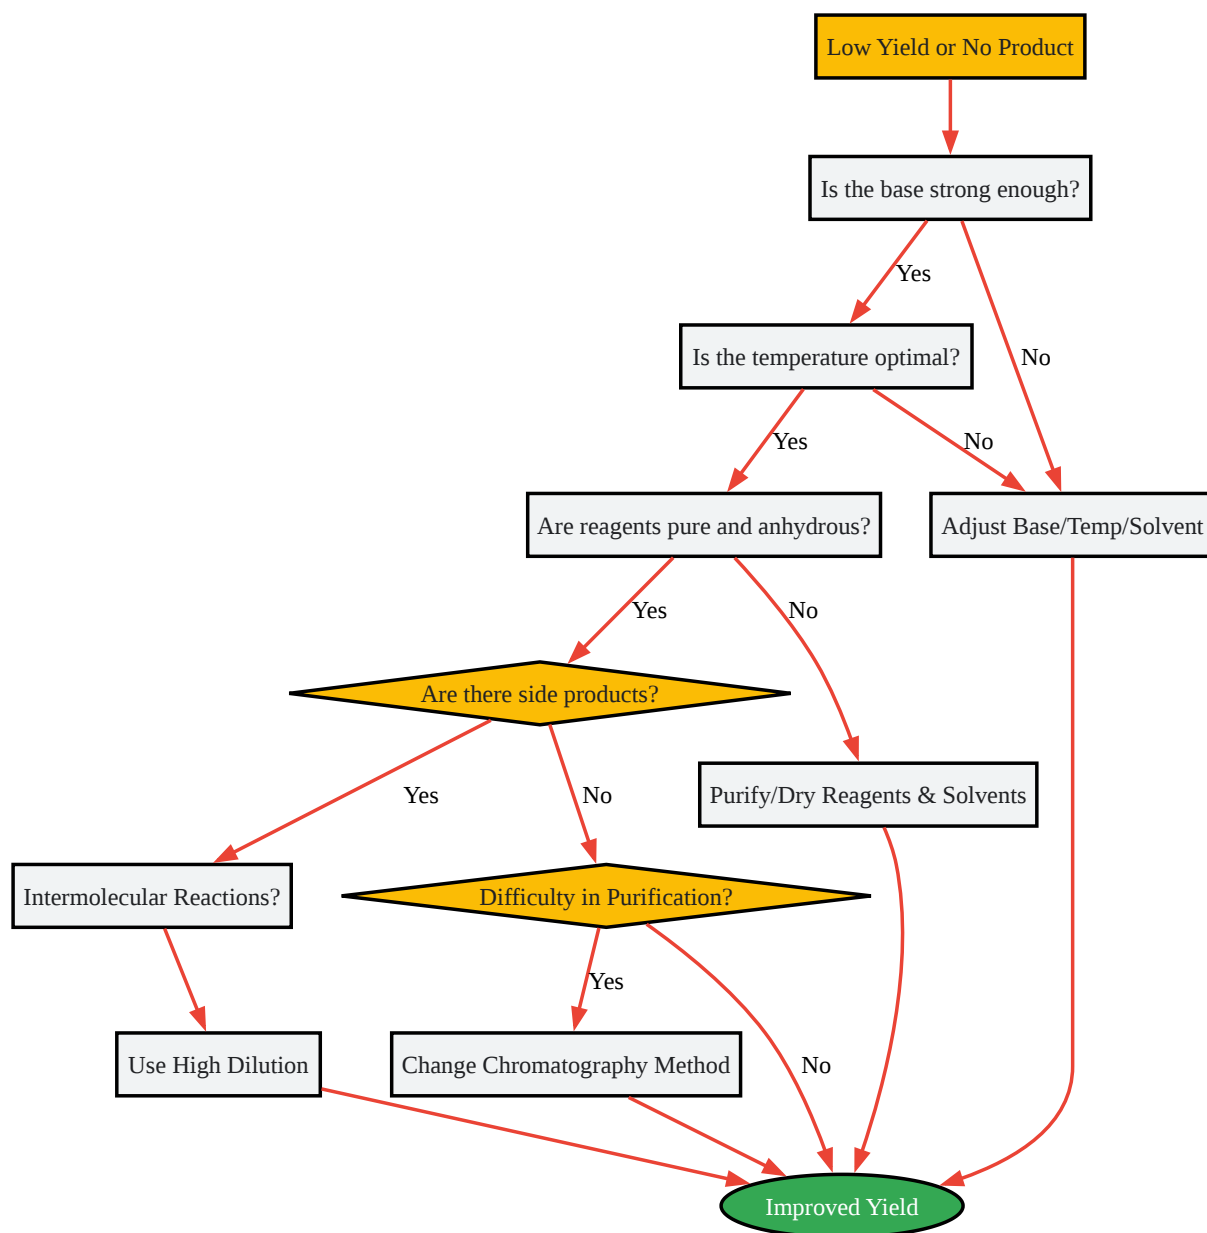 Low Yield or No Product
Is the base strong enough?
Yes
Is the temperature optimal?
No
Yes
No
Are reagents pure and anhydrous?
Adjust Base/Temp/Solvent
Yes
No
Are there side products?
Yes
No
Purify/Dry Reagents & Solvents
Intermolecular Reactions?
Difficulty in Purification?
Yes
Use High Dilution
Change Chromatography Method
No
Improved Yield